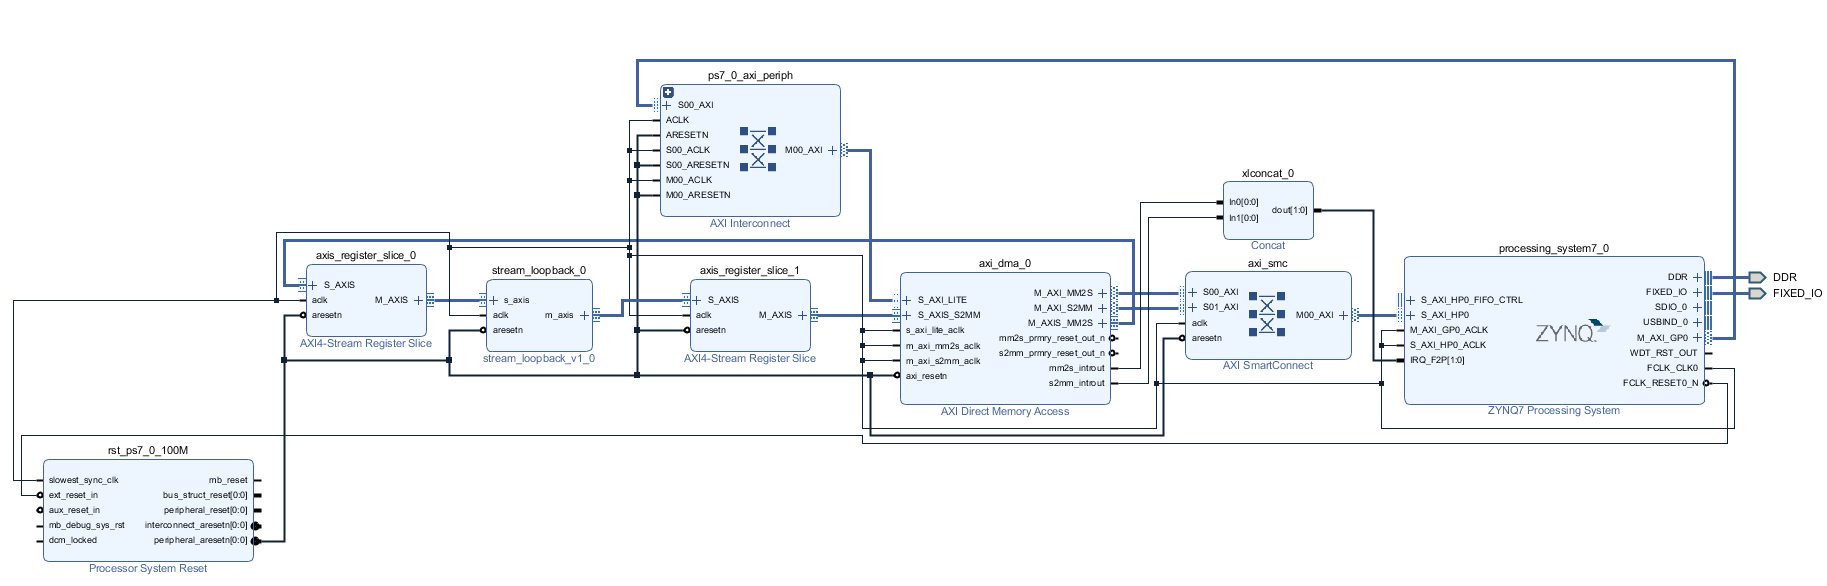 ps7_0_axi_periph
S00_AXI
ACLK
ARESETN
S00_ACLK
S00_ARESETN
M00_ACLK
M00_ARESETN
M00_AXI
AXI Interconnect
axis_register_slice_0
S_AXIS
aclk
aresetn
M_AXIS
AXI4-Stream Register Slice
stream_loopback_0
s_axis
aclk
aresetn
m_axis
stream_loopback_v1_0
axis_register_slice_1
S_AXIS
aclk
aresetn
M_AXIS
AXI4-Stream Register Slice
axi_dma_0
S_AXI_LITE
S_AXIS_S2MM
s_axi_lite_aclk
m_axi_mm2s_aclk
m_axi_s2mm_aclk
axi_resetn
M_AXI_MM2S
M_AXI_S2MM
M_AXIS_MM2S
mm2s_prmry_reset_out_n
s2mm_prmry_reset_out_n
mm2s_introut
s2mm_introut
AXI Direct Memory Access
xlconcat_0
In0[0:0]
In1[0:0]
dout[1:0]
Concat
axi_smc
S00_AXI
S01_AXI
aclk
aresetn
M00_AXI
AXI SmartConnect
processing_system7_0
S_AXI_HP0_FIFO_CTRL
S_AXI_HP0
M_AXI_GP0_ACLK
S_AXI_HP0_ACLK
IRQ_F2P[1:0]
ZYNQ
DDR
FIXED_IO
SDIO_0
USBIND_0
M_AXI_GP0
WDT_RST_OUT
FCLK_CLK0
FCLK_RESET0_N
ZYNQ7 Processing System
DDR
FIXED_IO
rst_ps7_0_100M
slowest_sync_clk
ext_reset_in
aux_reset_in
mb_debug_sys_rst
dcm_locked
mb_reset
bus_struct_reset[0:0]
peripheral_reset[0:0]
interconnect_aresetn[0:0]
peripheral_aresetn[0:0]
Processor System Reset